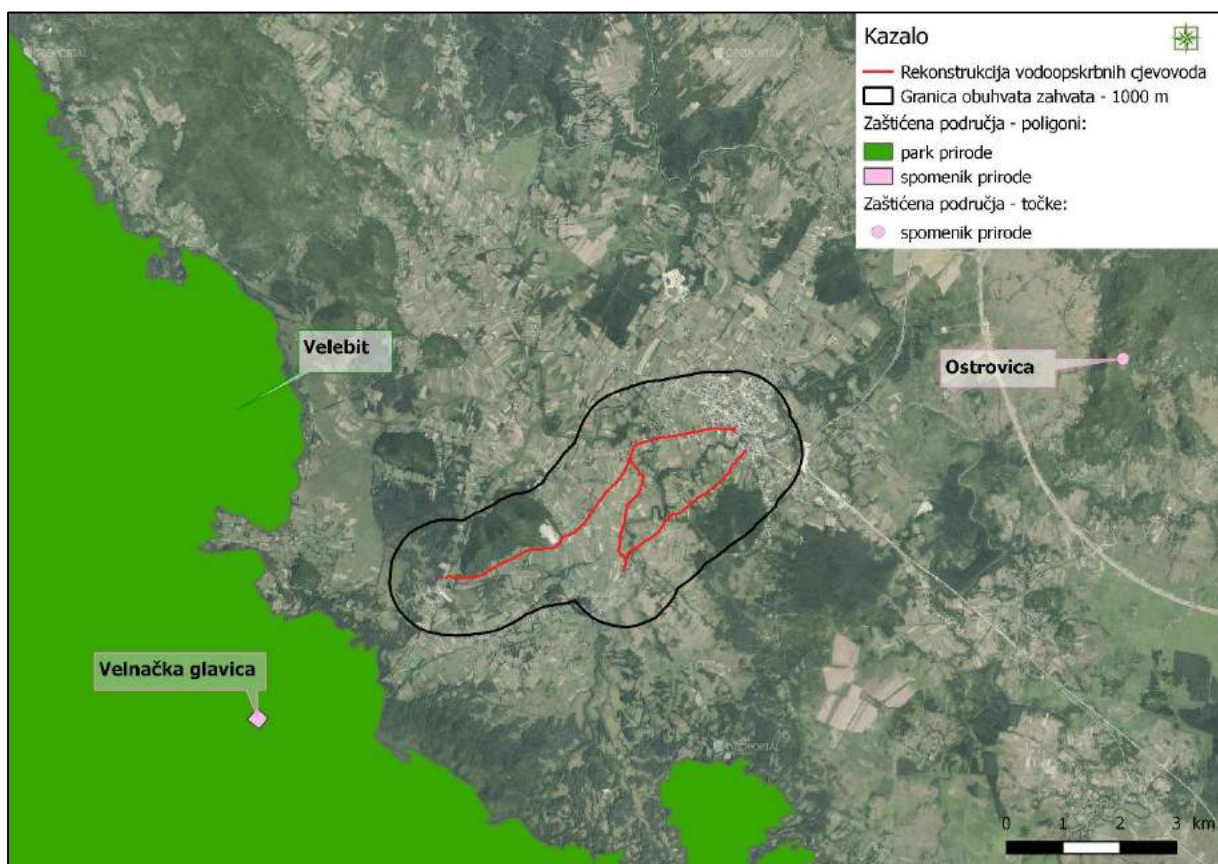 Kazalo
Rekonstrukcija vodoopskrbnih cjevovoda
Granica obuhvata zahvata - 1000 m
Zaštićena područja - poligoni:
park prirode
spomenik prirode
Zaštićena područja - točke:
spomenik prirode
Velebit
Ostrovica
Velnačka glavica
0 1 2 3 km